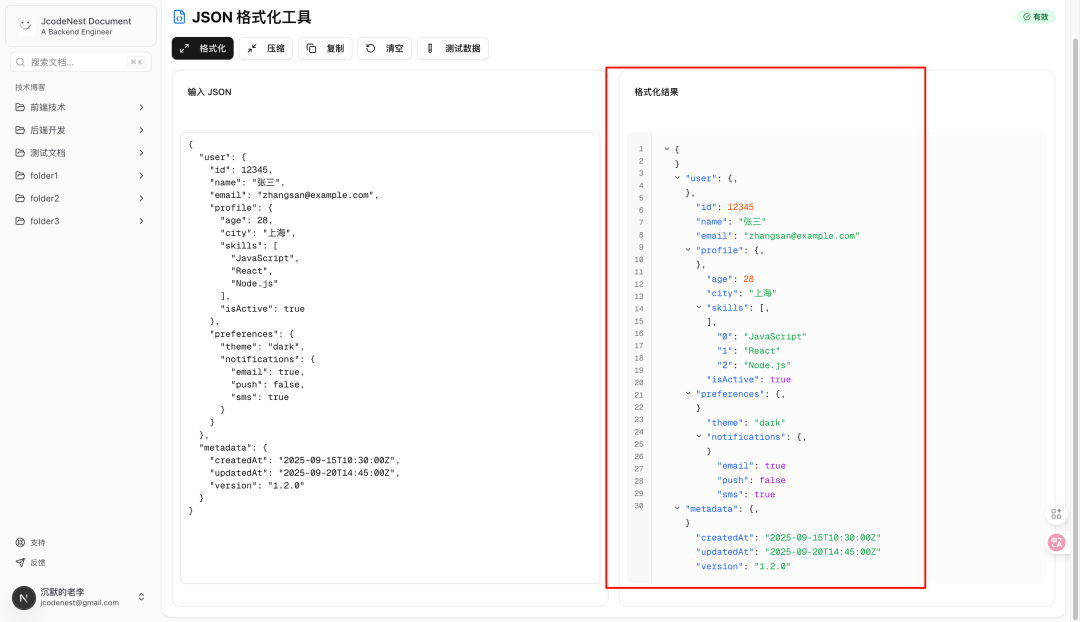 JcodeNest Document
A Backend Engineer
搜索文档...
⌘ K
技术博客
前端技术
后端开发
测试文档
folder1
folder2
folder3
支持
反馈
N
沉默的老李
jcodenest@gmail.com
JSON 格式化工具
有效
格式化
压缩
复制
清空
测试数据
输入 JSON
{
"user": {
"id": 12345,
"name": "张三",
"email": "zhangsan@example.com",
"profile": {
"age": 28,
"city": "上海",
"skills": [
"JavaScript",
"React",
"Node.js"
],
"isActive": true
},
"preferences": {
"theme": "dark",
"notifications": {
"email": true,
"push": false,
"sms": true
}
}
},
"metadata": {
"createdAt": "2025-09-15T10:30:00Z",
"updatedAt": "2025-09-20T14:45:00Z",
"version": "1.2.0"
}
}
格式化结果
1
2
3
4
5
6
7
8
9
10
11
12
13
14
15
16
17
18
19
20
21
22
23
24
25
26
27
28
29
30
{
}
"user": {,
},
"id": 12345
"name": "张三"
"email": "zhangsan@example.com"
"profile": {,
},
"age": 28
"city": "上海"
"skills": [,
],
"0": "JavaScript"
"1": "React"
"2": "Node.js"
"isActive": true
"preferences": {,
}
"theme": "dark"
"notifications": {,
}
"email": true
"push": false
"sms": true
"metadata": {,
}
"createdAt": "2025-09-15T10:30:00Z"
"updatedAt": "2025-09-20T14:45:00Z"
"version": "1.2.0"